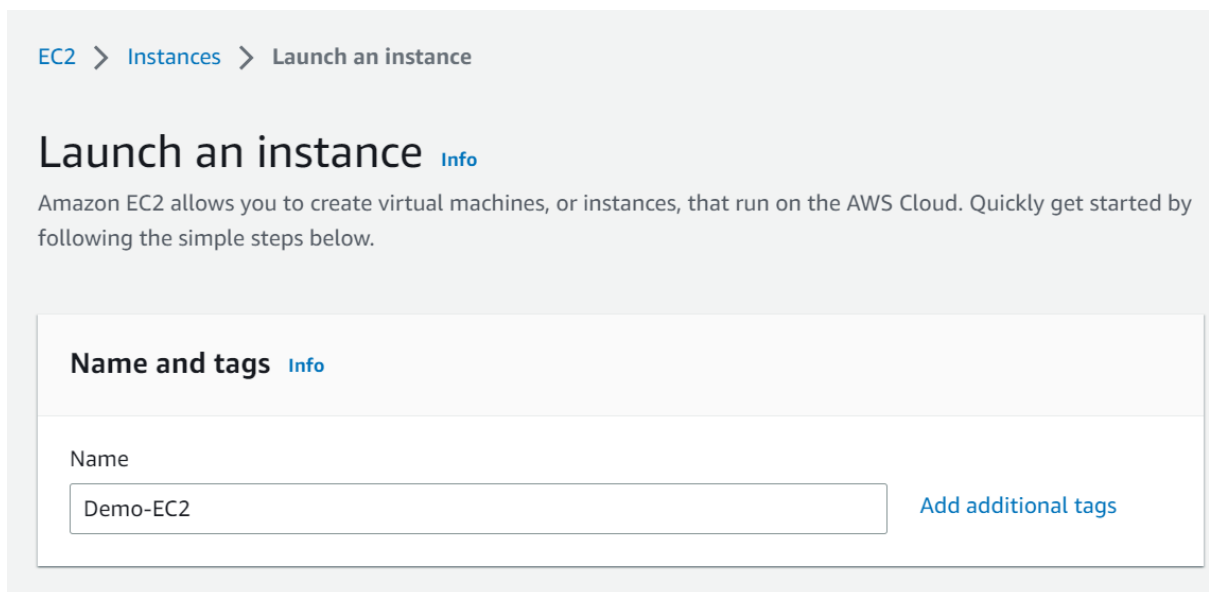 EC2 > Instances > Launch an instance
Launch an instance Info
Amazon EC2 allows you to create virtual machines, or instances, that run on the AWS Cloud. Quickly get started by
following the simple steps below.
Name and tags Info
Name
Demo-EC2 Add additional tags